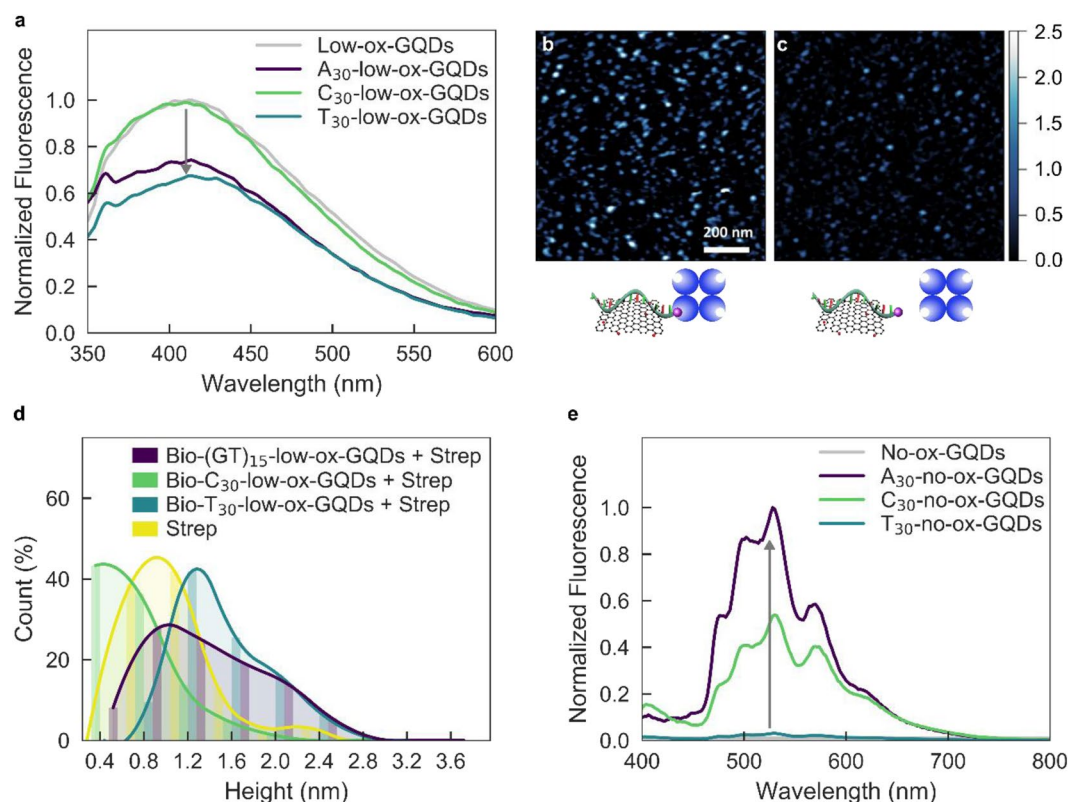 a
Normalized Fluorescence
1.0
0.8
0.6
0.4
0.2
0.0
Low-ox-GQDs
A₃₀-low-ox-GQDs
C₃₀-low-ox-GQDs
T₃₀-low-ox-GQDs
350 400 450 500 550 600
Wavelength (nm)
b
200 nm
c
2.5
2.0
1.5
1.0
0.5
0.0
d
Count (%)
60
40
20
0
Bio-(GT)₁₅-low-ox-GQDs + Strep
Bio-C₃₀-low-ox-GQDs + Strep
Bio-T₃₀-low-ox-GQDs + Strep
Strep
0.4 0.8 1.2 1.6 2.0 2.4 2.8 3.2 3.6
Height (nm)
e
Normalized Fluorescence
1.0
0.8
0.6
0.4
0.2
0.0
No-ox-GQDs
A₃₀-no-ox-GQDs
C₃₀-no-ox-GQDs
T₃₀-no-ox-GQDs
400 500 600 700 800
Wavelength (nm)